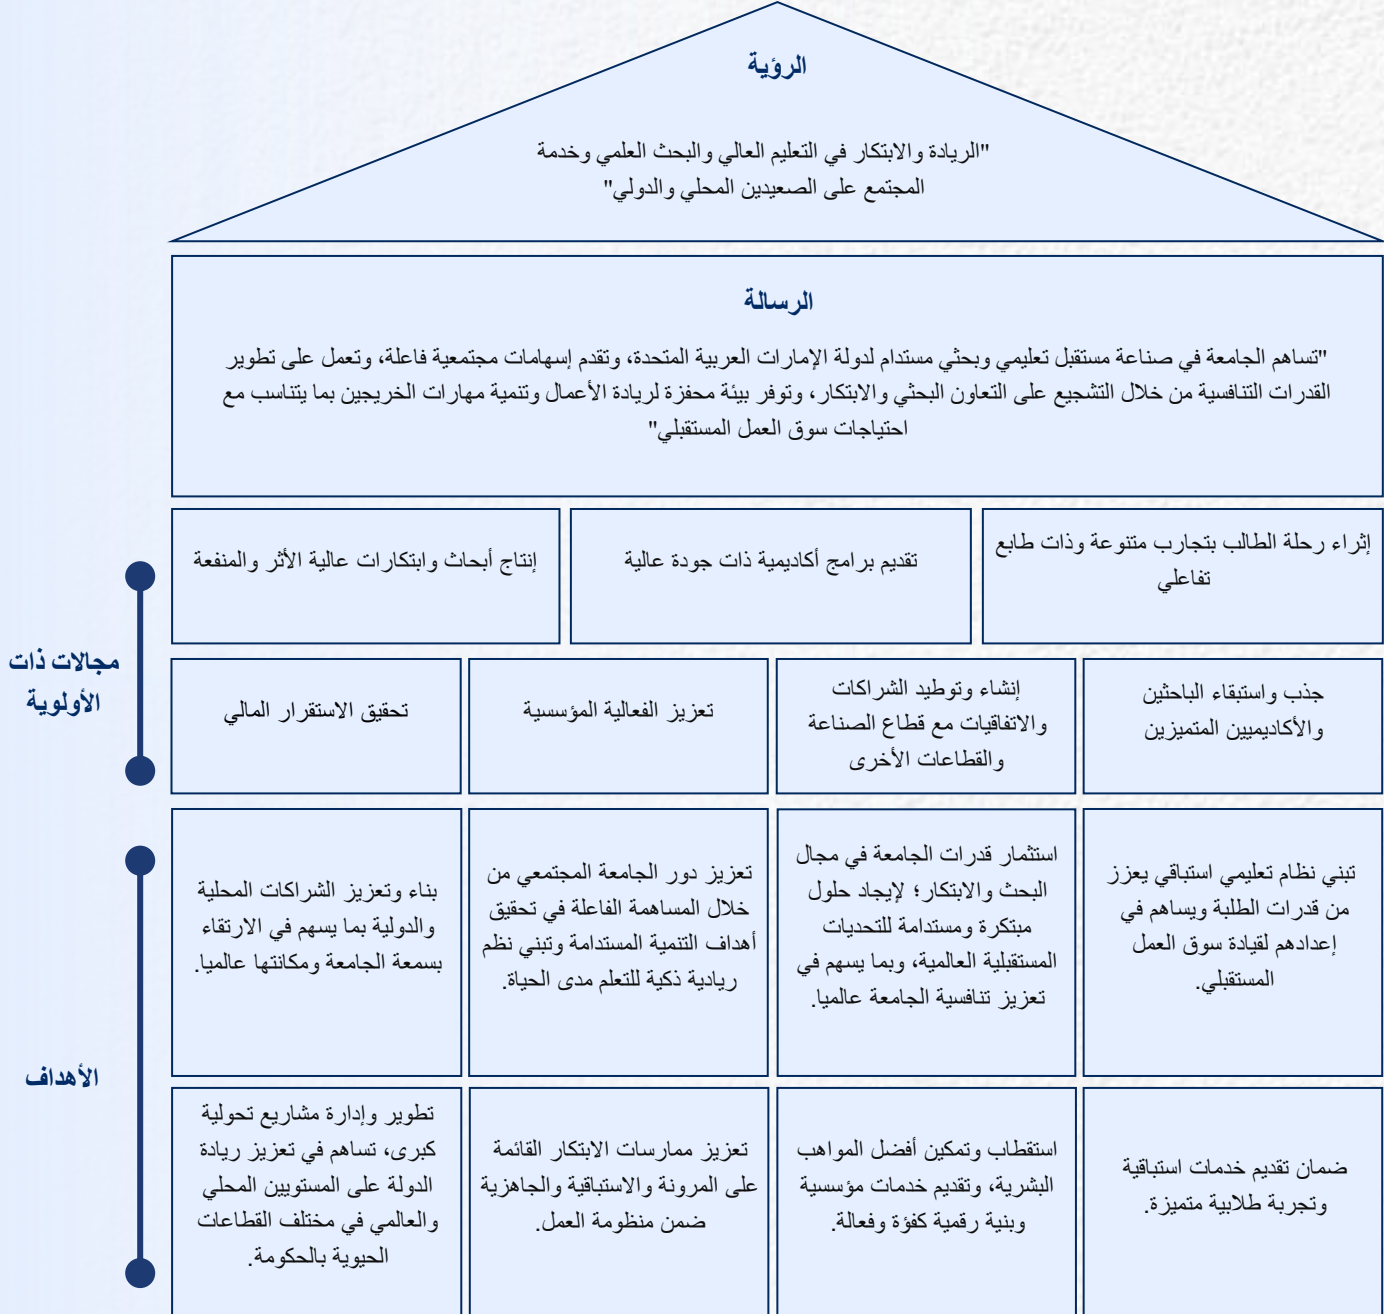 الرؤية
"الريادة والابتكار في التعليم العالي والبحث العلمي وخدمة
المجتمع على الصعيدين المحلي والدولي"
الرسالة
"تساهم الجامعة في صناعة مستقبل تعليمي وبحثي مستدام لدولة الإمارات العربية المتحدة، وتقدم إسهامات مجتمعية فاعلة، وتعمل على تطوير
القدرات التنافسية من خلال التشجيع على التعاون البحثي والابتكار، وتوفر بيئة محفزة لريادة الأعمال وتنمية مهارات الخريجين بما يتناسب مع
احتياجات سوق العمل المستقبلي"
مجالات ذات
الأولوية
إثراء رحلة الطالب بتجارب متنوعة وذات طابع
تفاعلي
تقديم برامج أكاديمية ذات جودة عالية
إنتاج أبحاث وابتكارات عالية الأثر والمنفعة
جذب واستبقاء الباحثين
والأكاديميين المتميزين
إنشاء وتوطيد الشراكات
والاتفاقيات مع قطاع الصناعة
والقطاعات الأخرى
تعزيز الفعالية المؤسسية
تحقيق الاستقرار المالي
الأهداف
تبني نظام تعليمي استباقي يعزز
من قدرات الطلبة ويساهم في
إعدادهم لقيادة سوق العمل
المستقبلي.
استثمار قدرات الجامعة في مجال
البحث والابتكار؛ لإيجاد حلول
مبتكرة ومستدامة للتحديات
المستقبلية العالمية، وبما يسهم في
تعزيز تنافسية الجامعة عالميا.
تعزيز دور الجامعة المجتمعي من
خلال المساهمة الفاعلة في تحقيق
أهداف التنمية المستدامة وتبني نظم
ريادية ذكية للتعلم مدى الحياة.
بناء وتعزيز الشراكات المحلية
والدولية بما يسهم في الارتقاء
بسمعة الجامعة ومكانتها عالميا.
ضمان تقديم خدمات استباقية
وتجربة طلابية متميزة.
استقطاب وتمكين أفضل المواهب
البشرية، وتقديم خدمات مؤسسية
وبنية رقمية كفؤة وفعالة.
تعزيز ممارسات الابتكار القائمة
على المرونة والاستباقية والجاهزية
ضمن منظومة العمل.
تطوير وإدارة مشاريع تحولية
كبرى، تساهم في تعزيز ريادة
الدولة على المستويين المحلي
والعالمي في مختلف القطاعات
الحيوية بالحكومة.